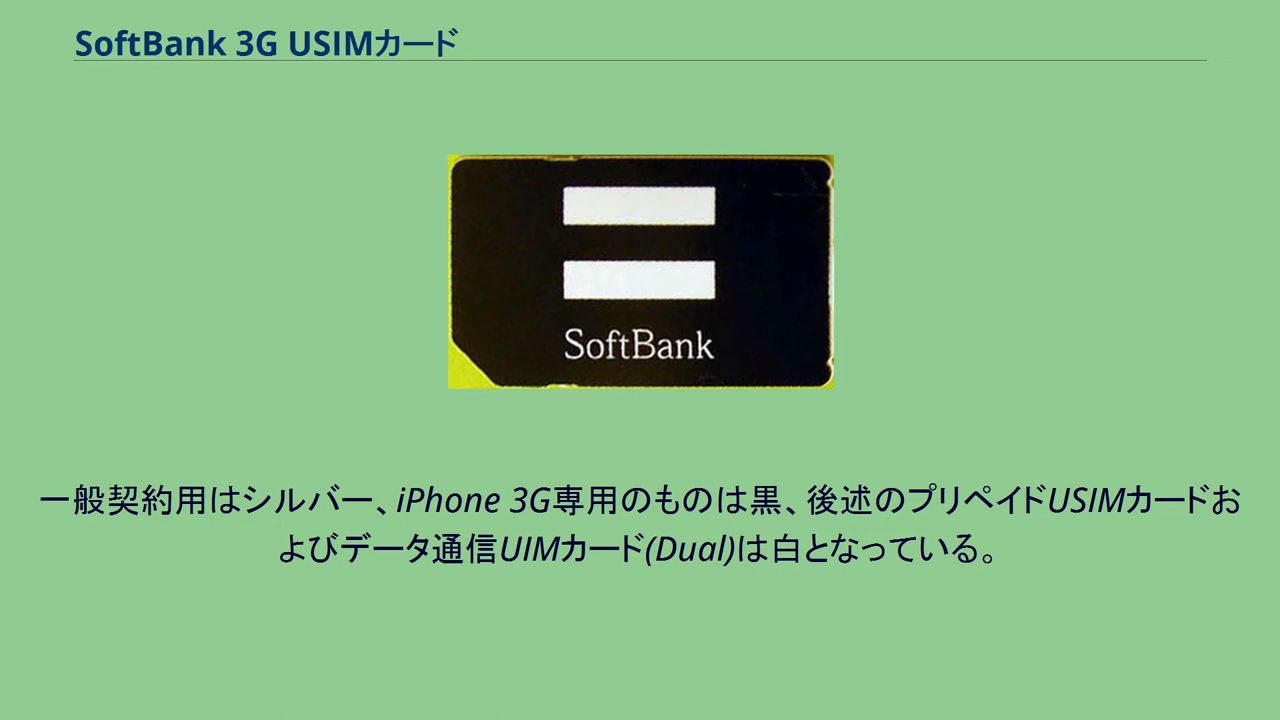 SoftBank 3G USIMカード
SoftBank
一般契約用はシルバー、iPhone 3G専用のものは黒、後述のプリペイドUSIMカードお
よびデータ通信UIMカード(Dual)は白となっている。